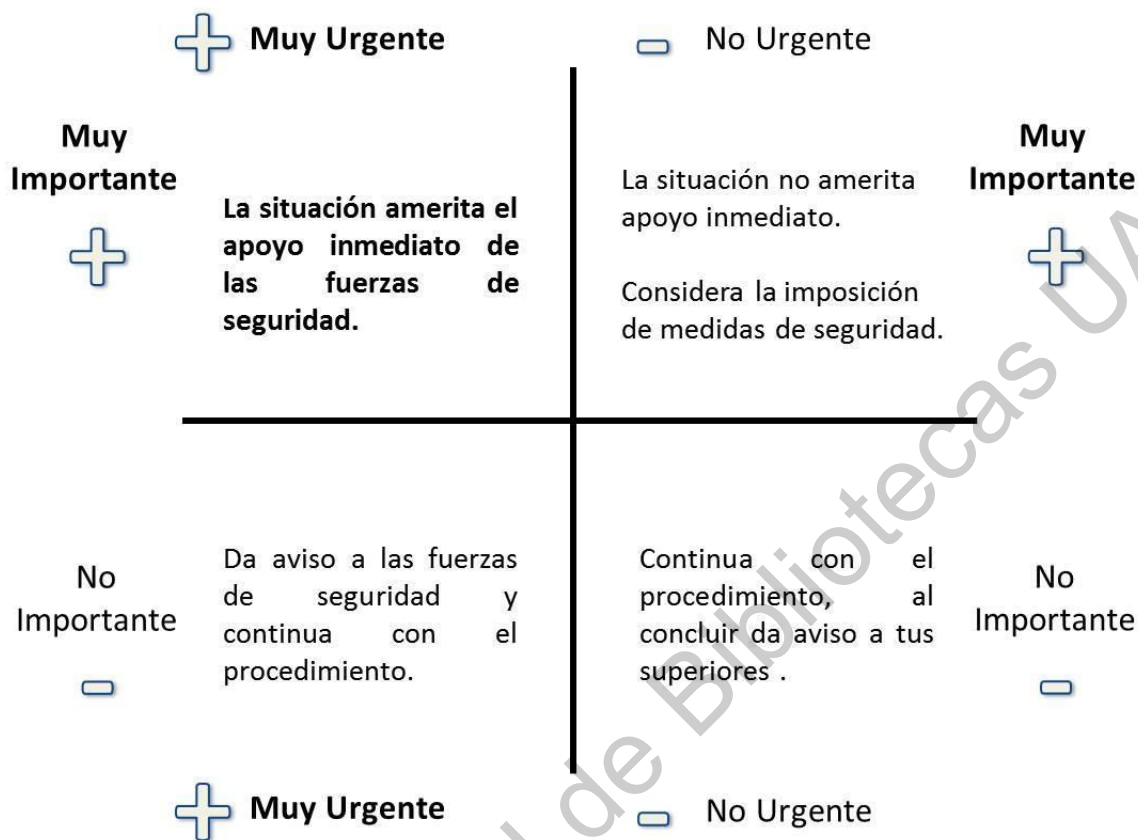 Muy Urgente
No Urgente
Muy
Importante
La situación amerita el
apoyo inmediato de
las fuerzas de
seguridad.
La situación no amerita
apoyo inmediato.
Considera la imposición
de medidas de seguridad.
Muy
Importante
No
Importante
Da aviso a las fuerzas
de seguridad y
continua con el
procedimiento.
Continua con el
procedimiento, al
concluir da aviso a tus
superiores .
No
Importante
Muy Urgente
No Urgente
de Bibliotecas